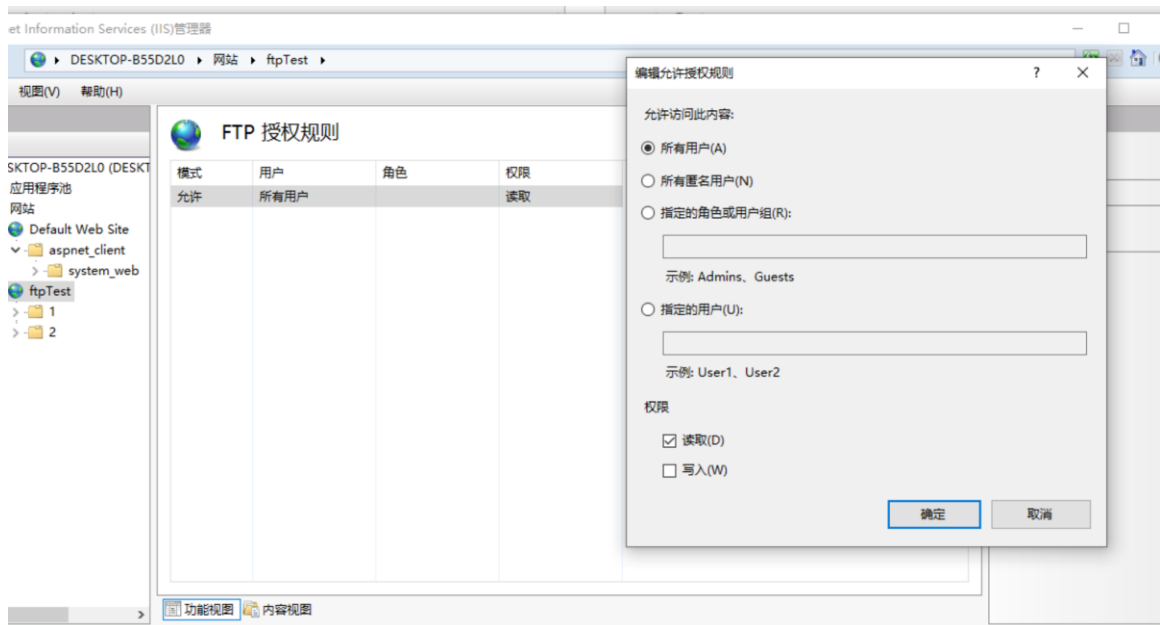 et Information Services (IIS)管理器
DESKTOP-B55D2L0 网站 ftpTest
视图(V) 帮助(H)
SKTOP-B55D2L0 (DESKT
应用程序池
网站
Default Web Site
aspnet_client
system_web
ftpTest
1
2
FTP 授权规则
模式 用户 角色 权限
允许 所有用户 读取
功能视图 内容视图
编辑允许授权规则 ?
允许访问此内容:
所有用户(A)
所有匿名用户(N)
指定的角色或用户组(R):
示例: Admins、Guests
指定的用户(U):
示例: User1、User2
权限
读取(D)
写入(W)
确定 取消